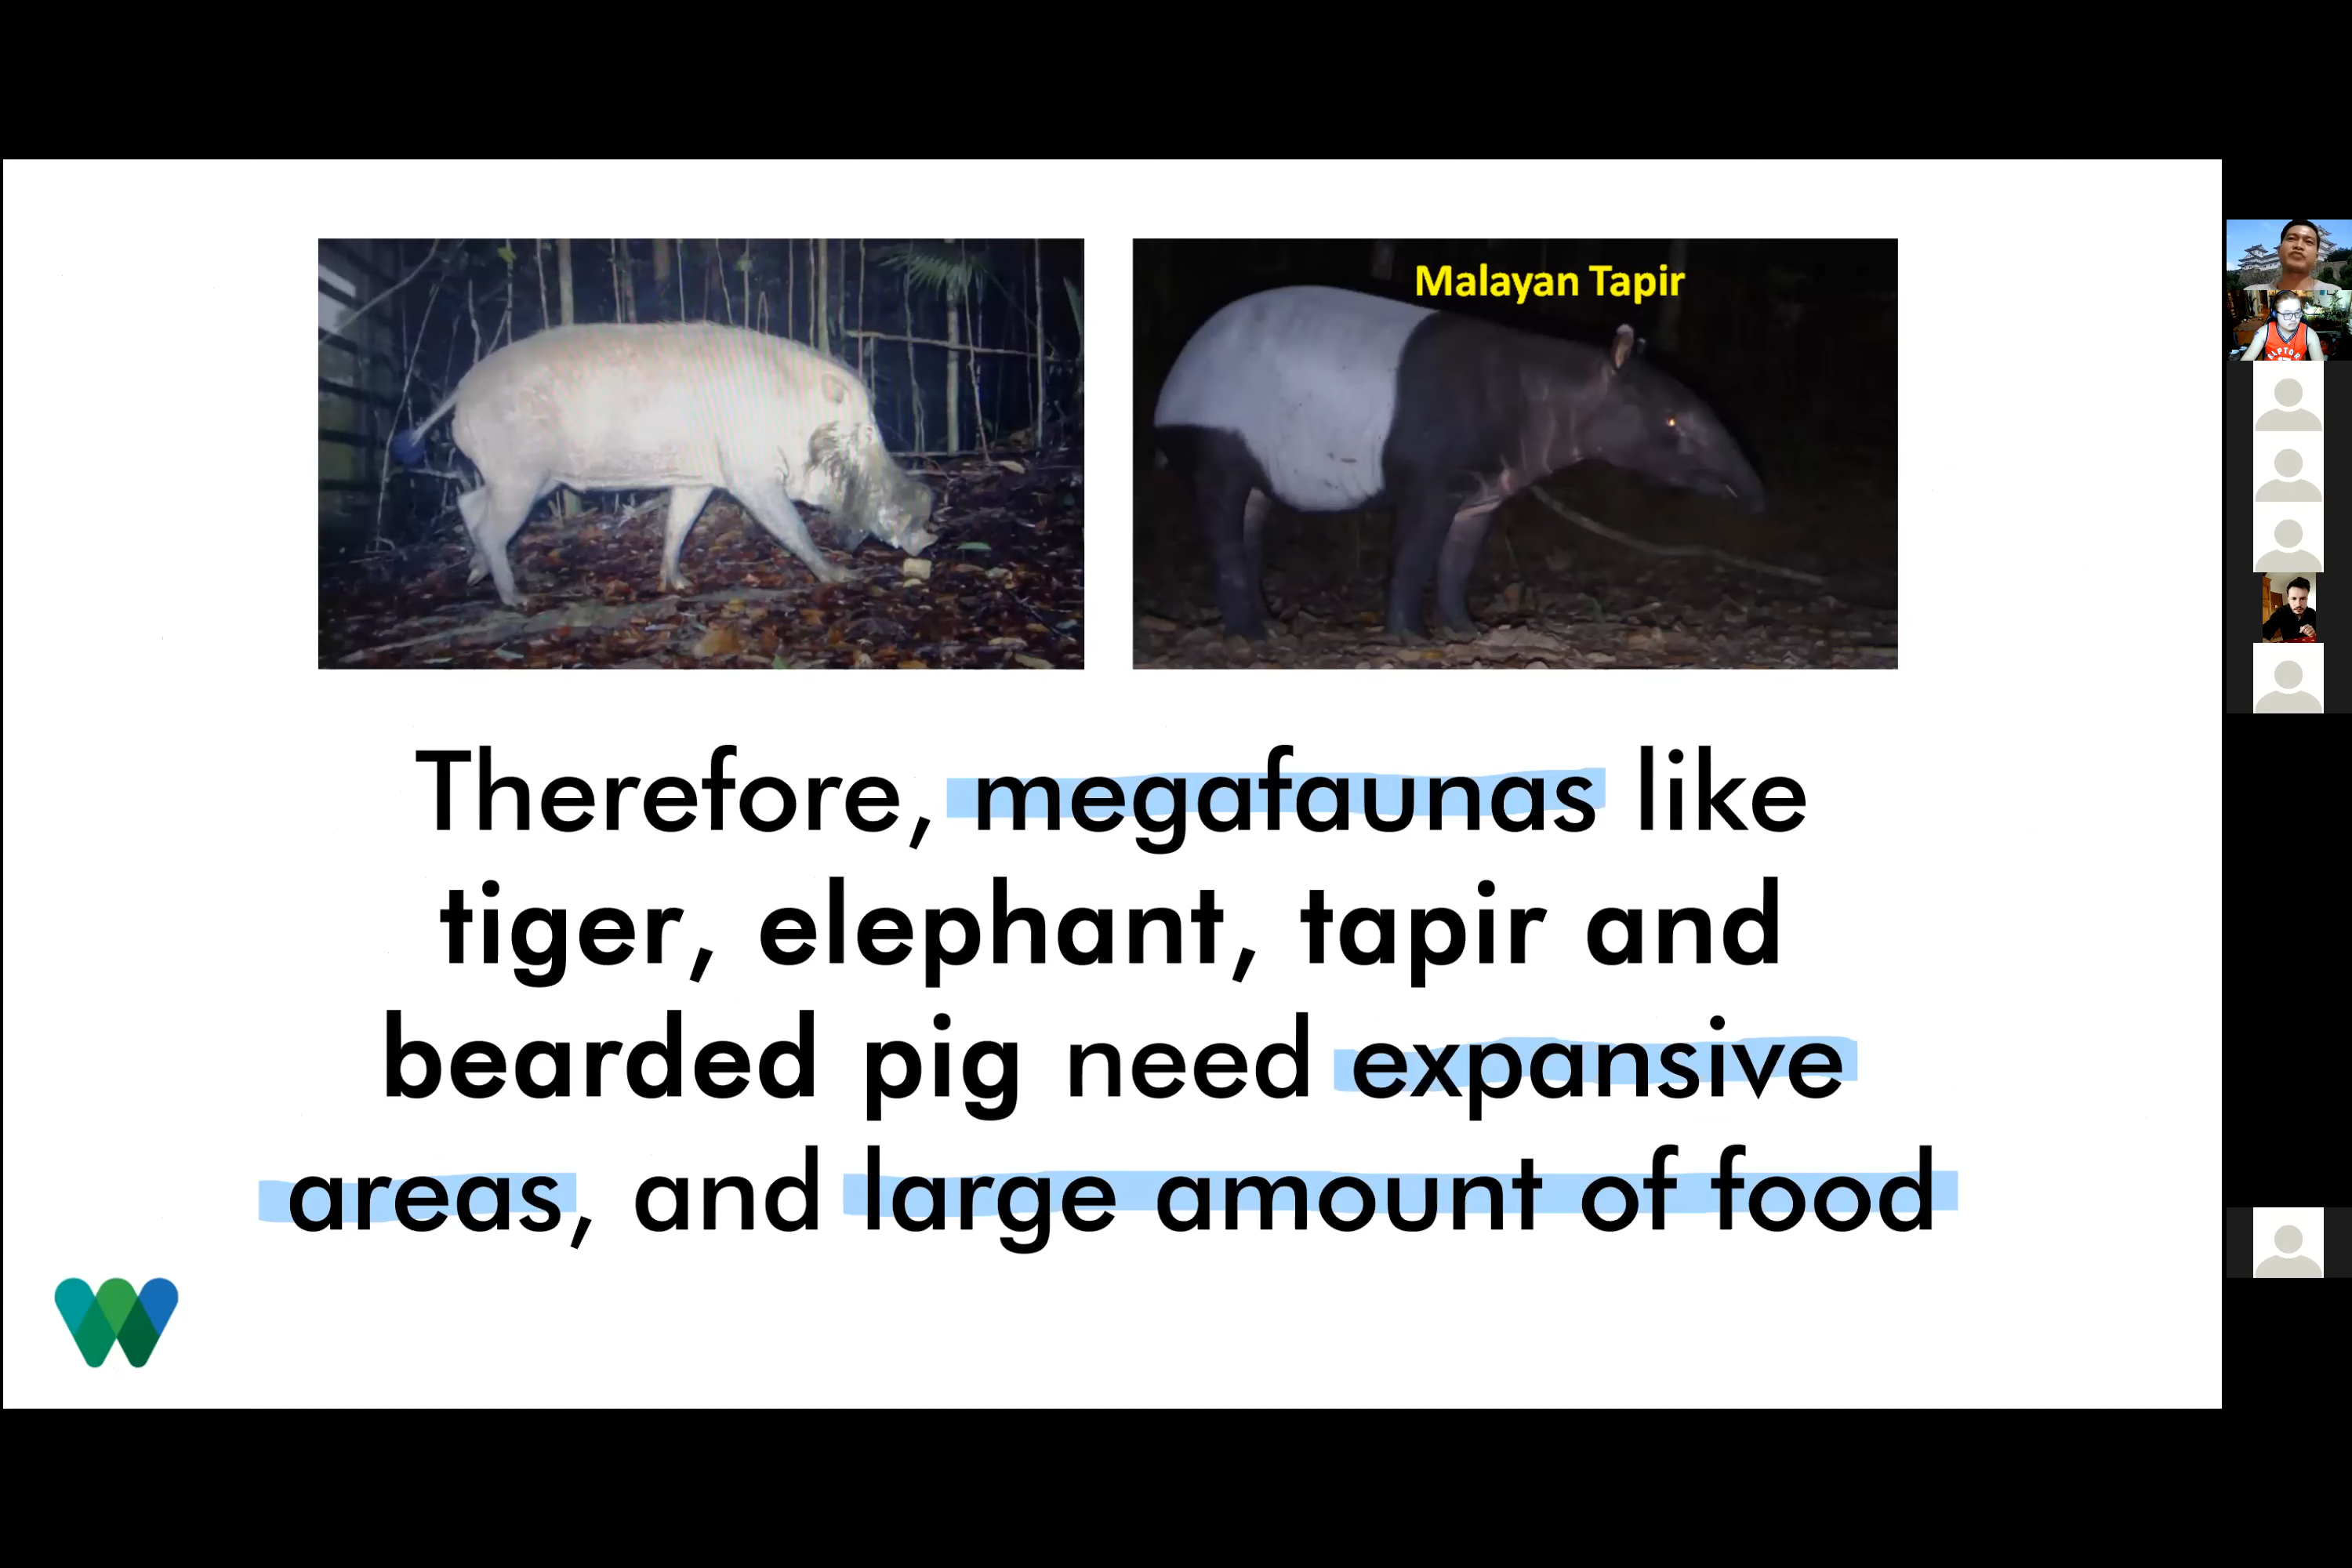 Malayan Tapir
Therefore, megafaunas like
tiger, elephant, tapir and
bearded pig need expansive
areas, and large amount of food